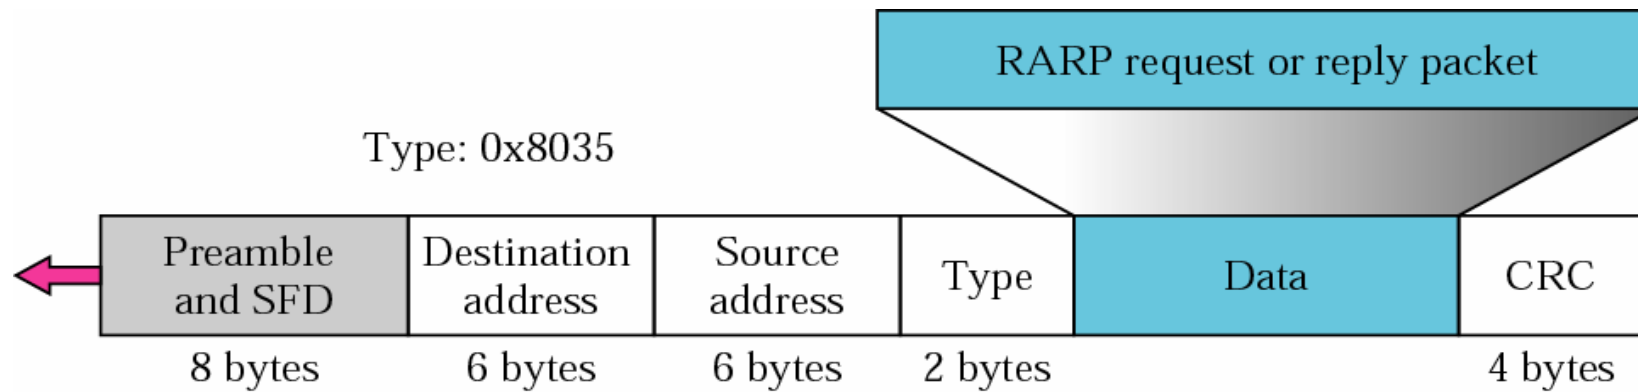 RARP request or reply packet
Type: 0x8035
Preamble
and SFD
Destination
address
Source
address
Type
Data
CRC
8 bytes
6 bytes
6 bytes
2 bytes
4 bytes